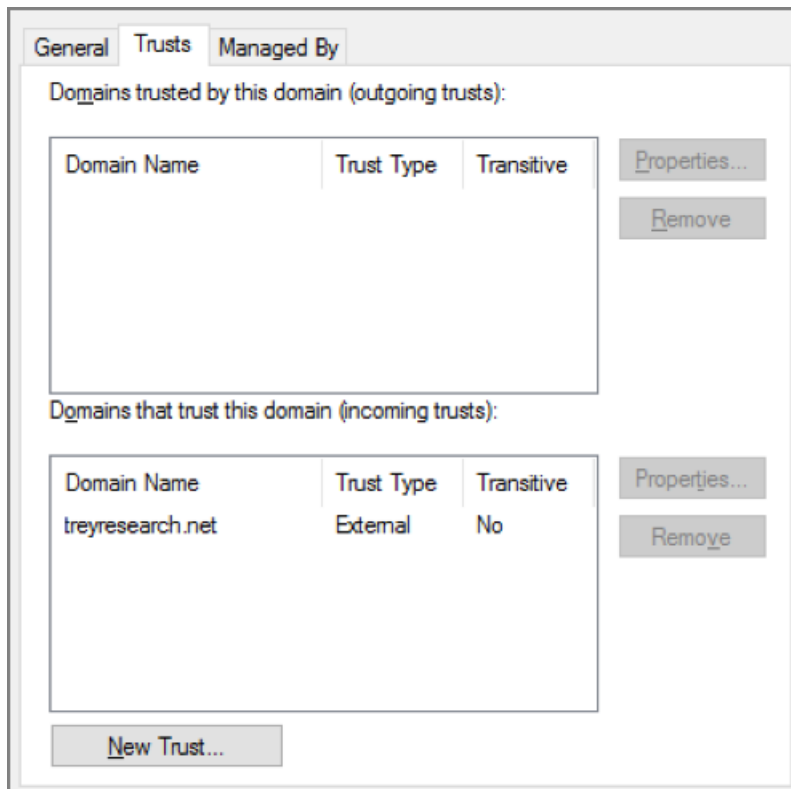 General Trusts Managed By
Domains trusted by this domain (outgoing trusts):
Domain Name Trust Type Transitive
Properties...
Remove
Domains that trust this domain (incoming trusts):
Domain Name Trust Type Transitive
treyresearch.net External No
Properties...
Remove
New Trust...